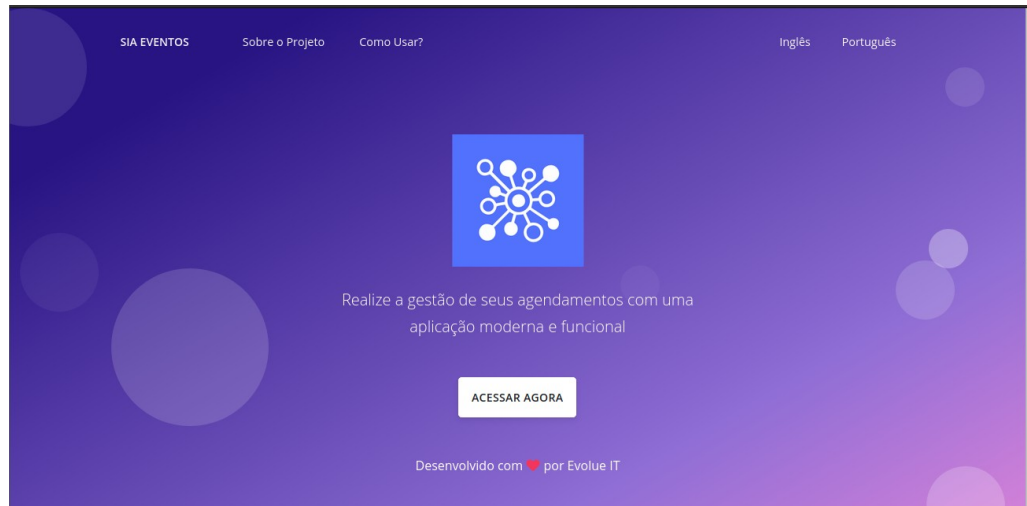 SIA EVENTOS Sobre o Projeto Como Usar? Inglês Português
Realize a gestão de seus agendamentos com uma
aplicação moderna e funcional
ACESSAR AGORA
Desenvolvido com ❤ por Evolue IT